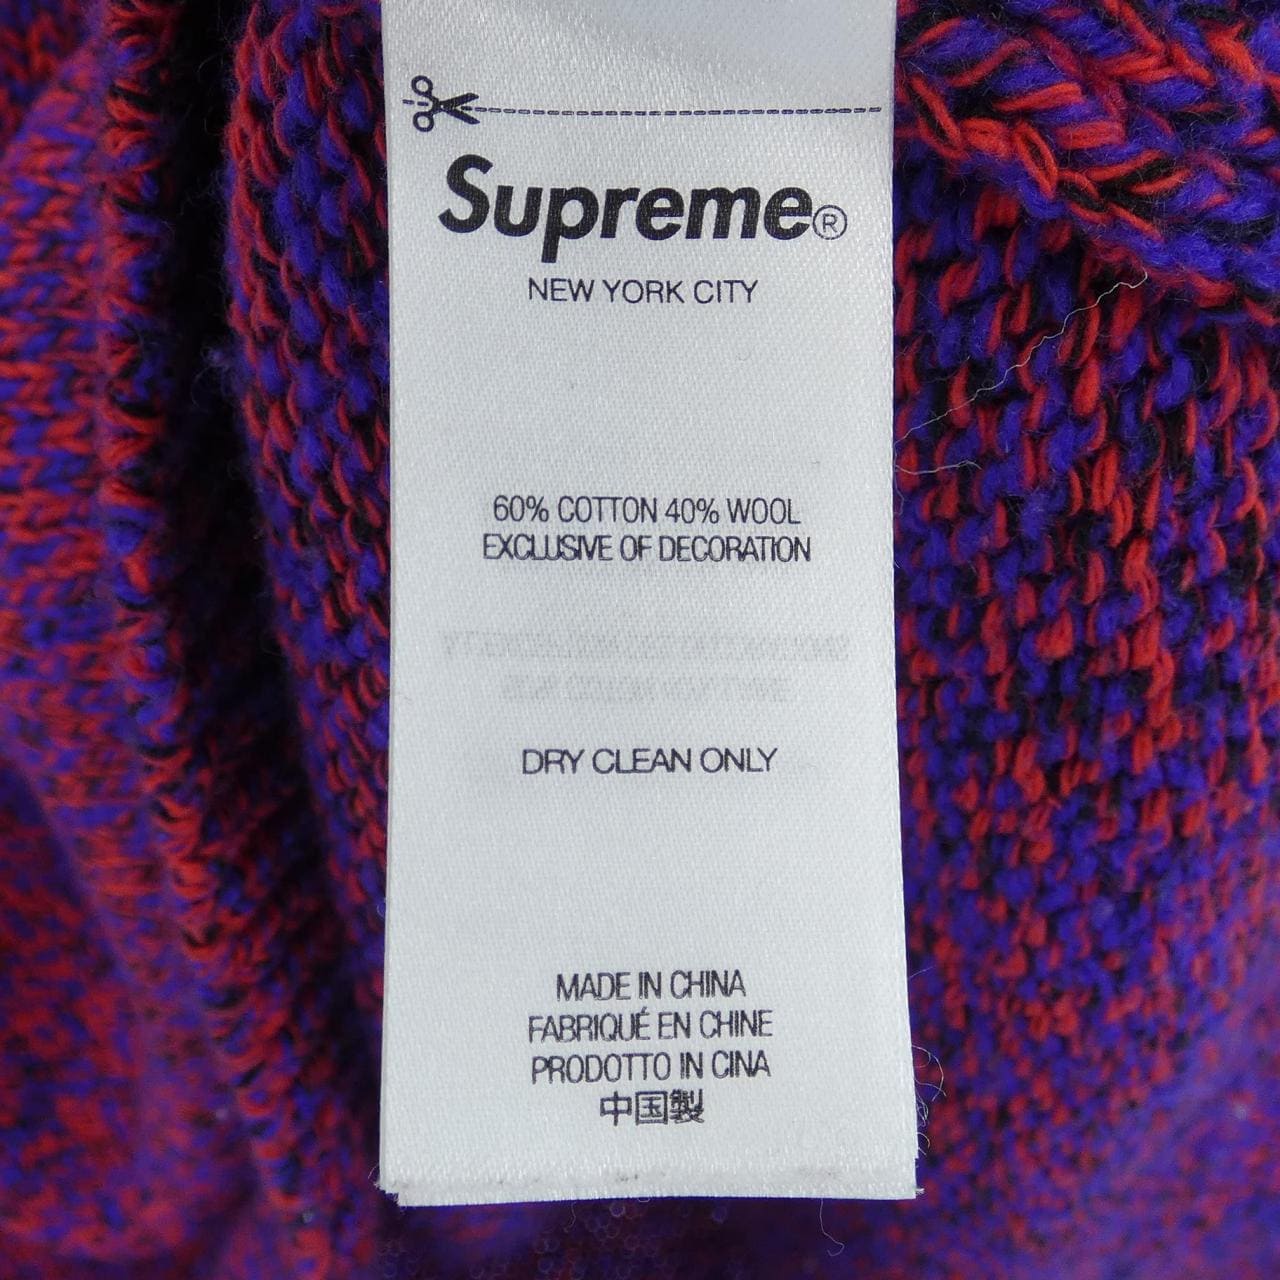 Supreme®
NEW YORK CITY
60% COTTON 40% WOOL
EXCLUSIVE OF DECORATION
DRY CLEAN ONLY
MADE IN CHINA
FABRIQUÉ EN CHINE
PRODOTTO IN CINA
中国製